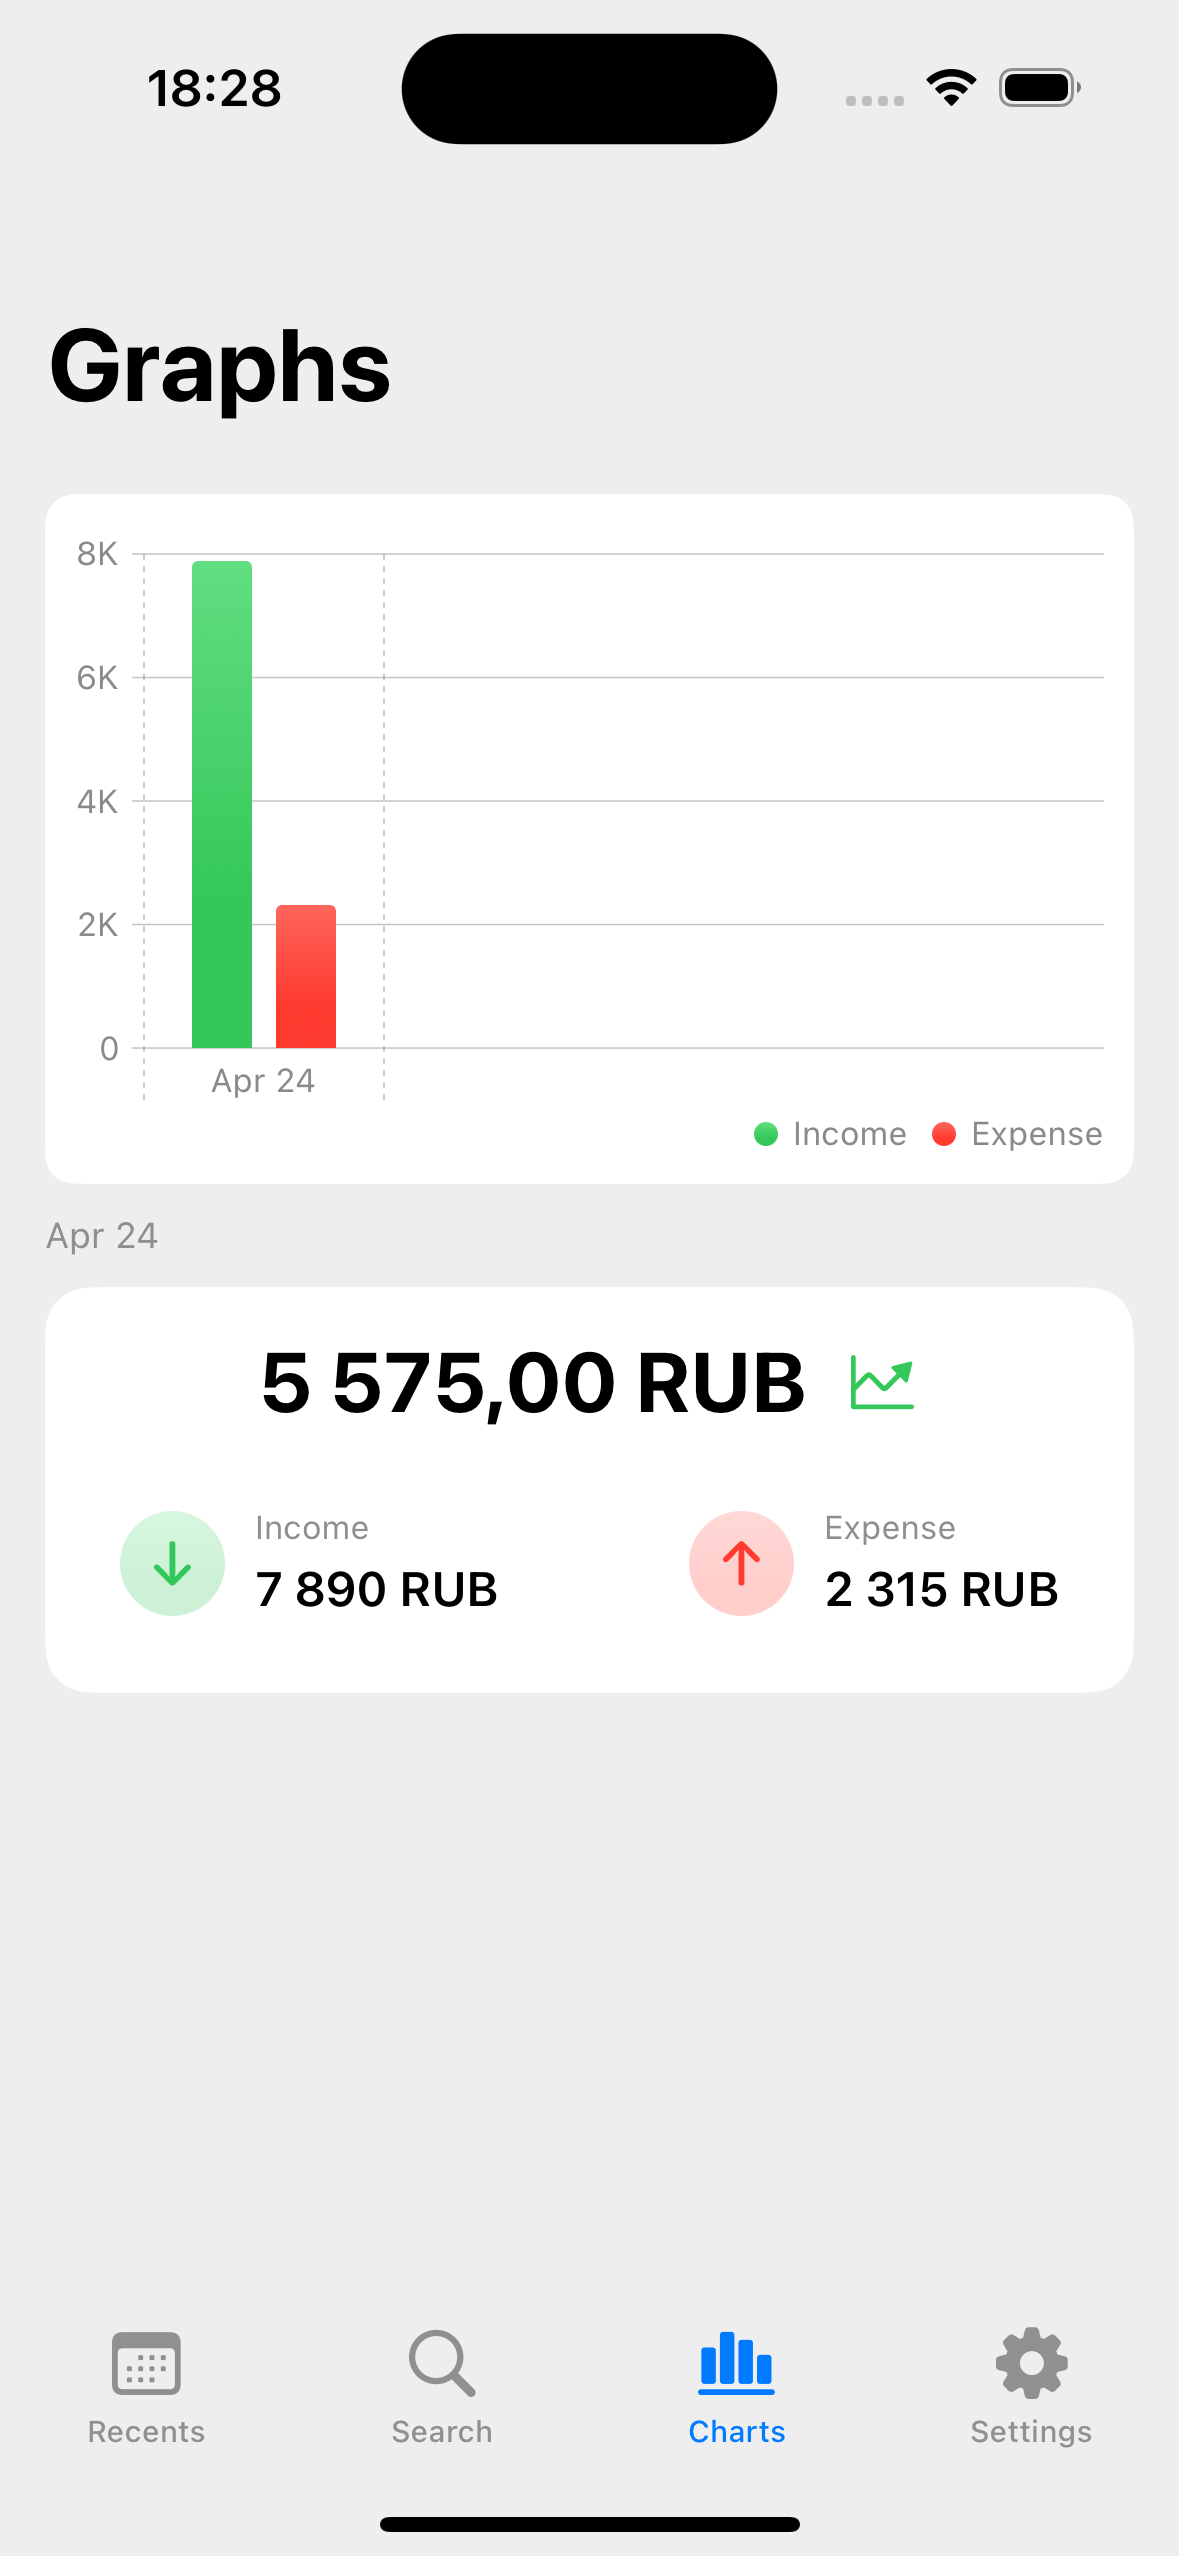 18:28
Graphs
8K
6K
4K
2K
0
Apr 24
Income Expense
Apr 24
5 575,00 RUB
Income
7 890 RUB
Expense
2 315 RUB
Recents Search Charts Settings